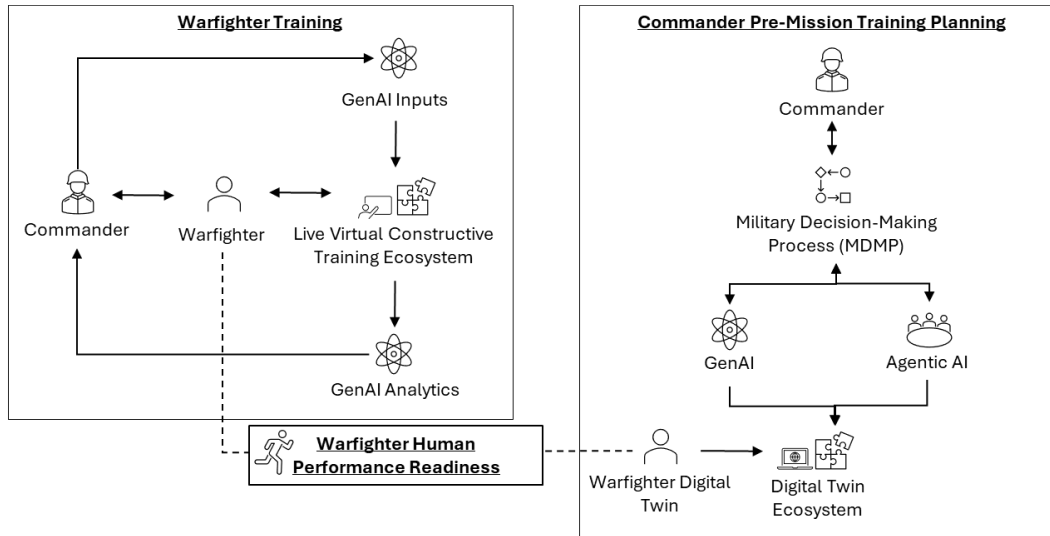 Warfighter Training
GenAI Inputs
Commander
Warfighter
Live Virtual Constructive
Training Ecosystem
GenAI Analytics
Warfighter Human
Performance Readiness
Commander Pre-Mission Training Planning
Commander
Military Decision-Making
Process (MDMP)
GenAI
Agentic AI
Warfighter Digital
Twin
Digital Twin
Ecosystem